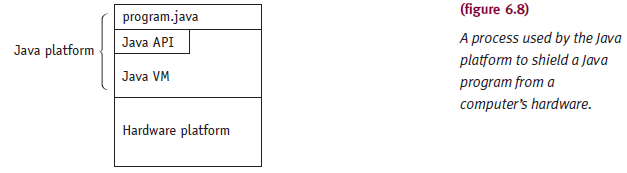 program.java
Java API
Java platform
Java VM
Hardware platform
(figure 6.8)
A process used by the Java
platform to shield a Java
program from a
computer's hardware.